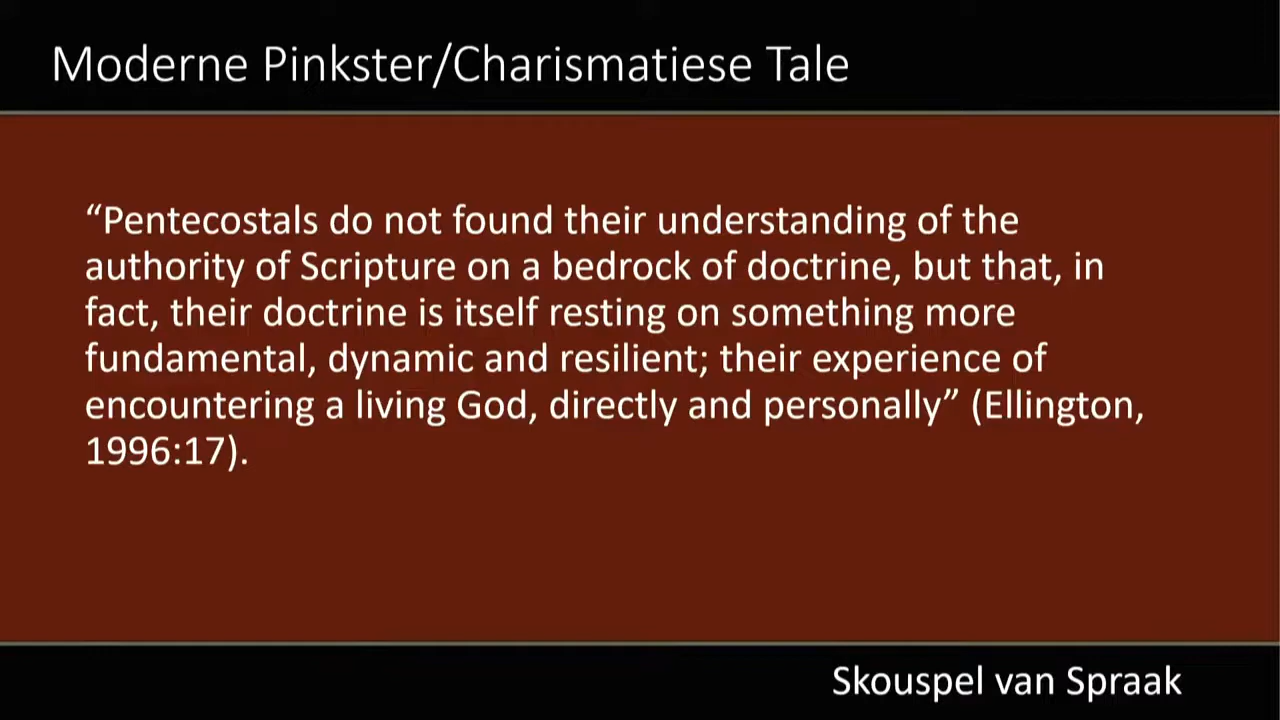 Moderne Pinkster/Charismatiese Tale
“Pentecostals do not found their understanding of the
authority of Scripture on a bedrock of doctrine, but that, in
fact, their doctrine is itself resting on something more
fundamental, dynamic and resilient; their experience of
encountering a living God, directly and personally” (Ellington,
1996:17).
Skouspel van Spraak